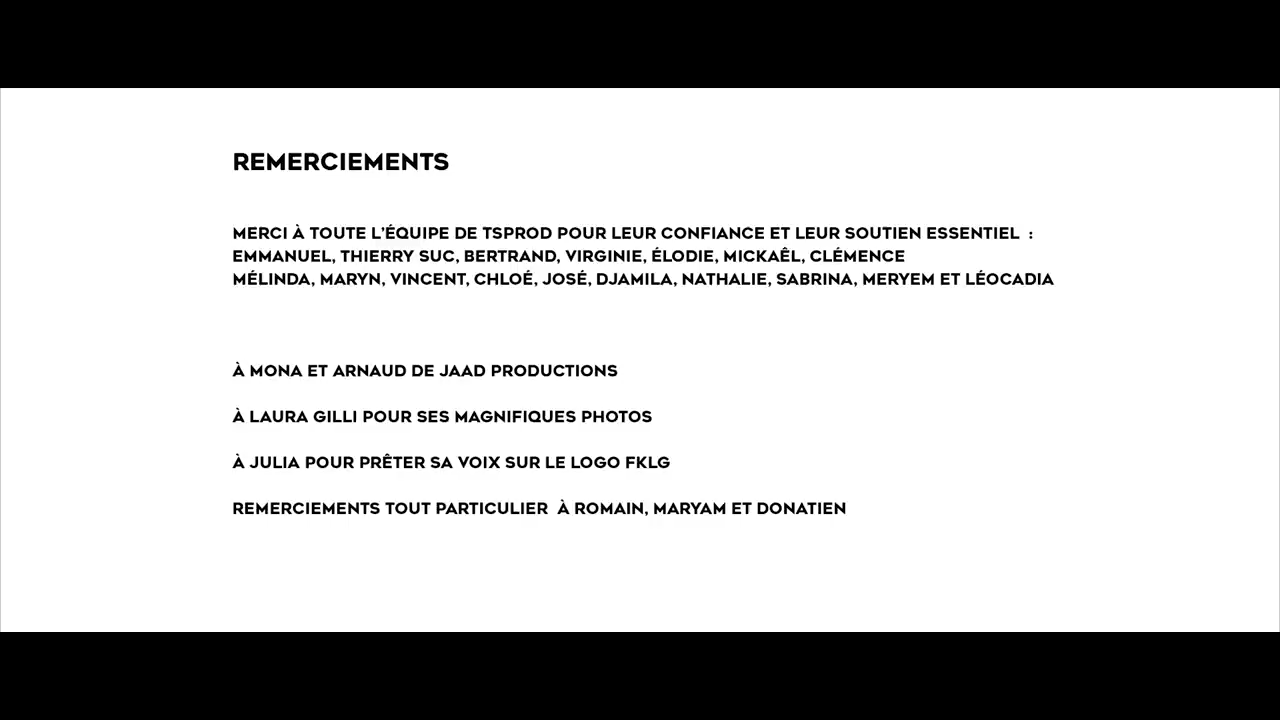 REMERCIEMENTS
MERCI À TOUTE L'ÉQUIPE DE TSPROD POUR LEUR CONFIANCE ET LEUR SOUTIEN ESSENTIEL :
EMMANUEL, THIERRY SUC, BERTRAND, VIRGINIE, ÉLODIE, MICKAÊL, CLÉMENCE
MÉLINDA, MARYN, VINCENT, CHLOÉ, JOSÉ, DJAMILA, NATHALIE, SABRINA, MERYEM ET LÉOCADIA
À MONA ET ARNAUD DE JAAD PRODUCTIONS
À LAURA GILLI POUR SES MAGNIFIQUES PHOTOS
À JULIA POUR PRÊTER SA VOIX SUR LE LOGO FKLG
REMERCIEMENTS TOUT PARTICULIER À ROMAIN, MARYAM ET DONATIEN